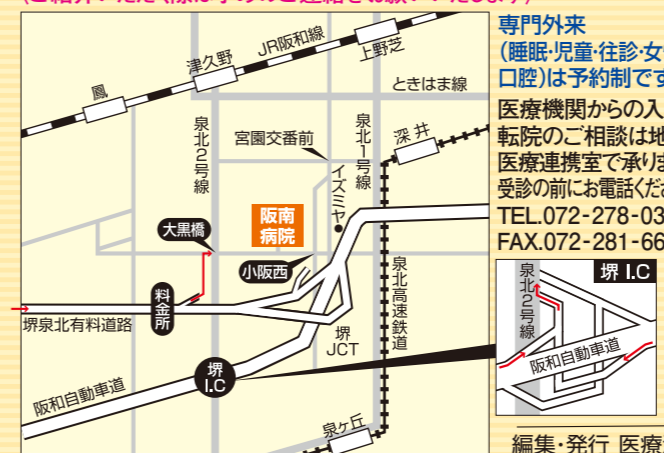 上野芝
JR阪和線
津久野
鳳
ときはま線
泉北2号線
宮園交番前
泉北1号線
深井
イズミヤ
阪南
病院
大黒橋
小阪西
料金所
堺泉北有料道路
泉北高速鉄道
堺
JCT
堺
I.C
阪和自動車道
泉ヶ丘
専門外来
(睡眠・児童・往診・女
口腔)は予約制です
医療機関からの入
転院のご相談は地
医療連携室で承りま
受診の前にお電話くだ
TEL.072-278-03
FAX.072-281-66
泉北2号線
堺 I.C
阪和自動車道
編集・発行 医療